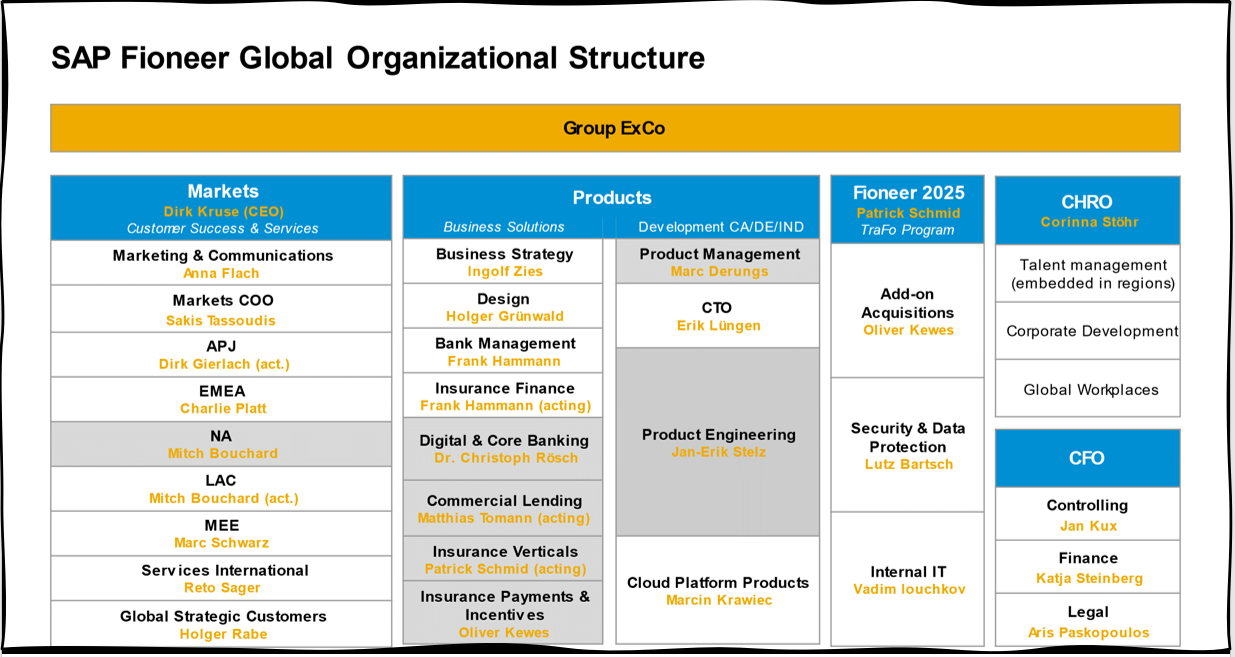 SAP Fioneer Global Organizational Structure
Group ExCo
Markets
Dirk Kruse (CEO)
Customer Success & Services
Marketing & Communications
Anna Flach
Markets COO
Sakis Tassoudis
APJ
Dirk Gierlach (act.)
EMEA
Charlie Platt
NA
Mitch Bouchard
LAC
Mitch Bouchard (act.)
MEE
Marc Schwarz
Services International
Reto Sager
Global Strategic Customers
Holger Rabe
Products
Business Solutions
Business Strategy
Ingolf Zies
Design
Holger Grünwald
Bank Management
Frank Hammann
Insurance Finance
Frank Hammann (acting)
Digital & Core Banking
Dr. Christoph Rösch
Commercial Lending
Matthias Tomann (acting)
Insurance Verticals
Patrick Schmid (acting)
Insurance Payments &
Incentives
Oliver Kewes
Development CA/DE/IND
Product Management
Marc Derungs
CTO
Erik Lüngen
Product Engineering
Jan-Erik Stelz
Cloud Platform Products
Marcin Krawiec
Fioneer 2025
Patrick Schmid
TraFo Program
Add-on
Acquisitions
Oliver Kewes
Security & Data
Protection
Lutz Bartsch
Internal IT
Vadim Iouchkov
CHRO
Corinna Stöhr
Talent management
(embedded in regions)
Corporate Development
Global Workplaces
CFO
Controlling
Jan Kux
Finance
Katja Steinberg
Legal
Aris Paskopoulos